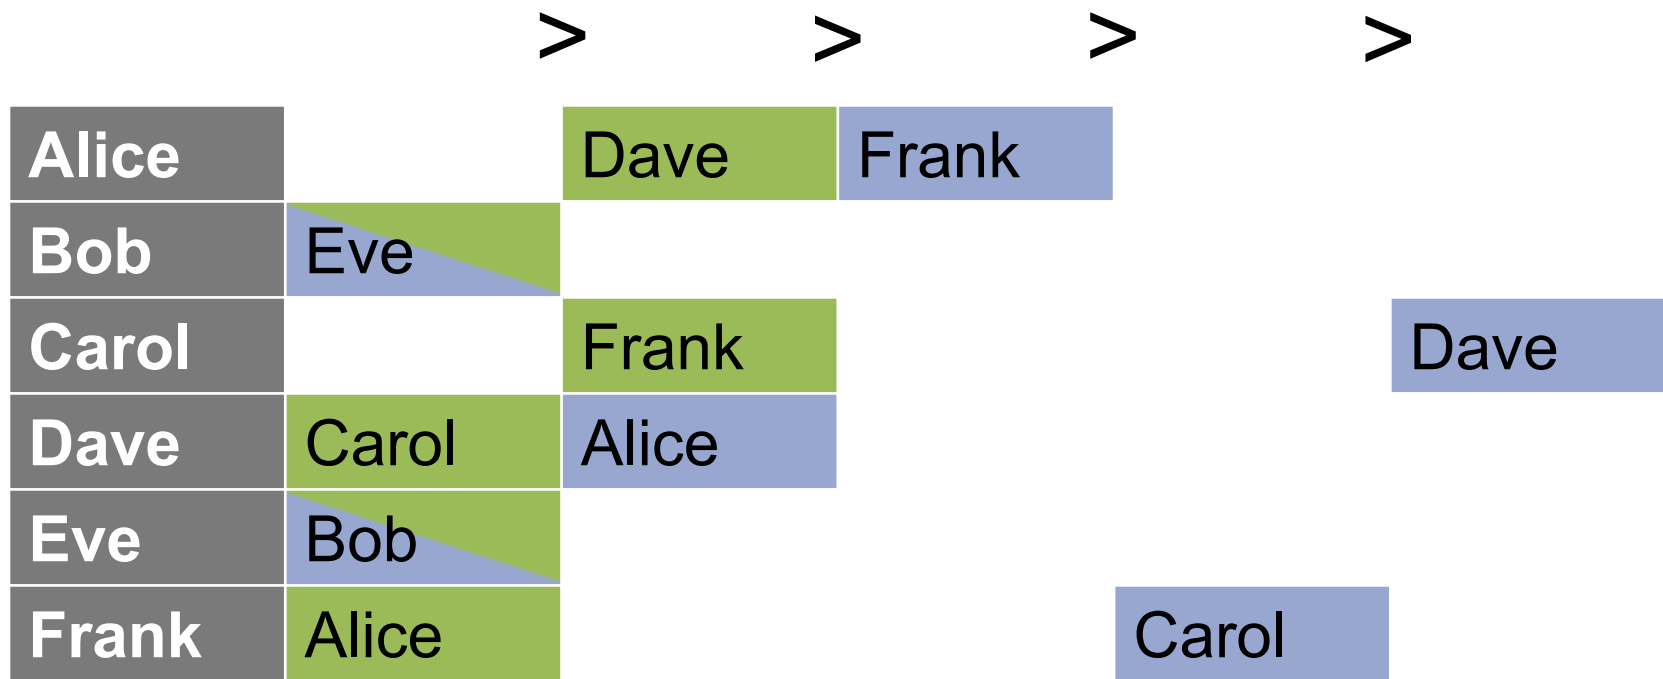 > > > >
Alice Dave Frank
Bob Eve
Carol Frank Dave
Dave Carol Alice
Eve Bob
Frank Alice Carol